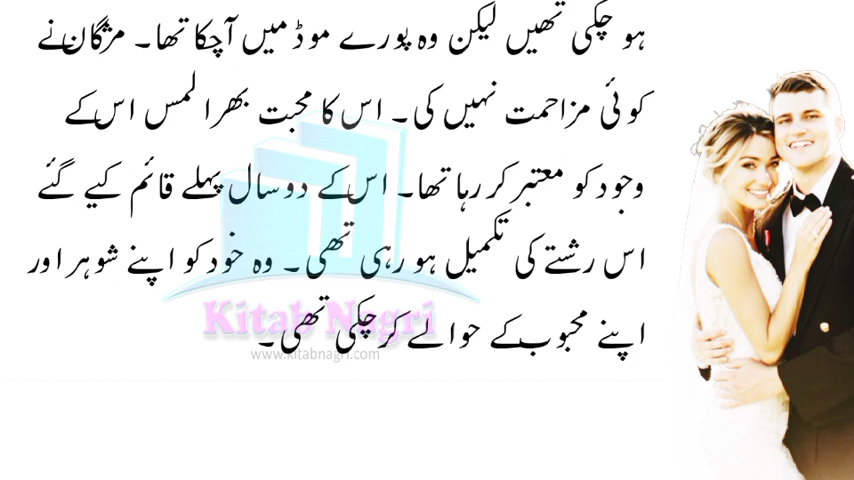 ہو چکی تھیں لیکن وہ پورے موڈ میں آچکا تھا۔ مژگان نے
کوئی مزاحمت نہیں کی۔ اس کا محبت بھرا لمس اس کے
وجود کو معتبر کر رہا تھا۔ اس کے دو سال پہلے قائم کیے گئے
اس رشتے کی تکمیل ہو رہی تھی۔ وہ خود کو اپنے شوہر اور
اپنے محبوب کے حوالے کر چکی تھی۔
Kitab Nagri
www.kitabnagri.com